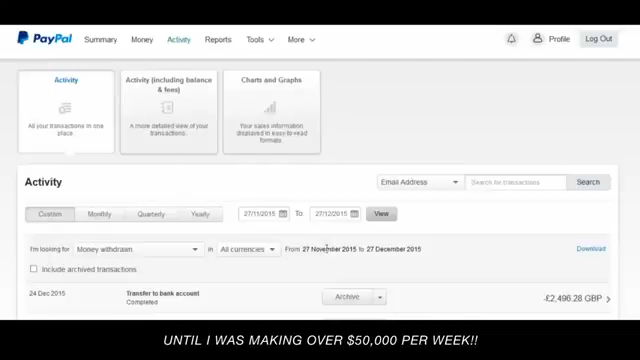 PayPal Summary Money Activity Reports Tools More Profile Log Out
Activity
All your transactions in one
place.
Activity (including balance
& fees)
A more detailed view of your
transactions.
Charts and Graphs
Your sales information
displayed in easy-to-read
formats.
Activity Email Address Search for transactions Search
Custom Monthly Quarterly Yearly 27/11/2015 To 27/12/2015 View
I'm looking for Money withdrawn in All currencies From 27 November 2015 to 27 December 2015 Download
Include archived transactions
24 Dec 2015 Transfer to bank account Archive -£2,496.28 GBP
Completed
UNTIL I WAS MAKING OVER $50,000 PER WEEK!!